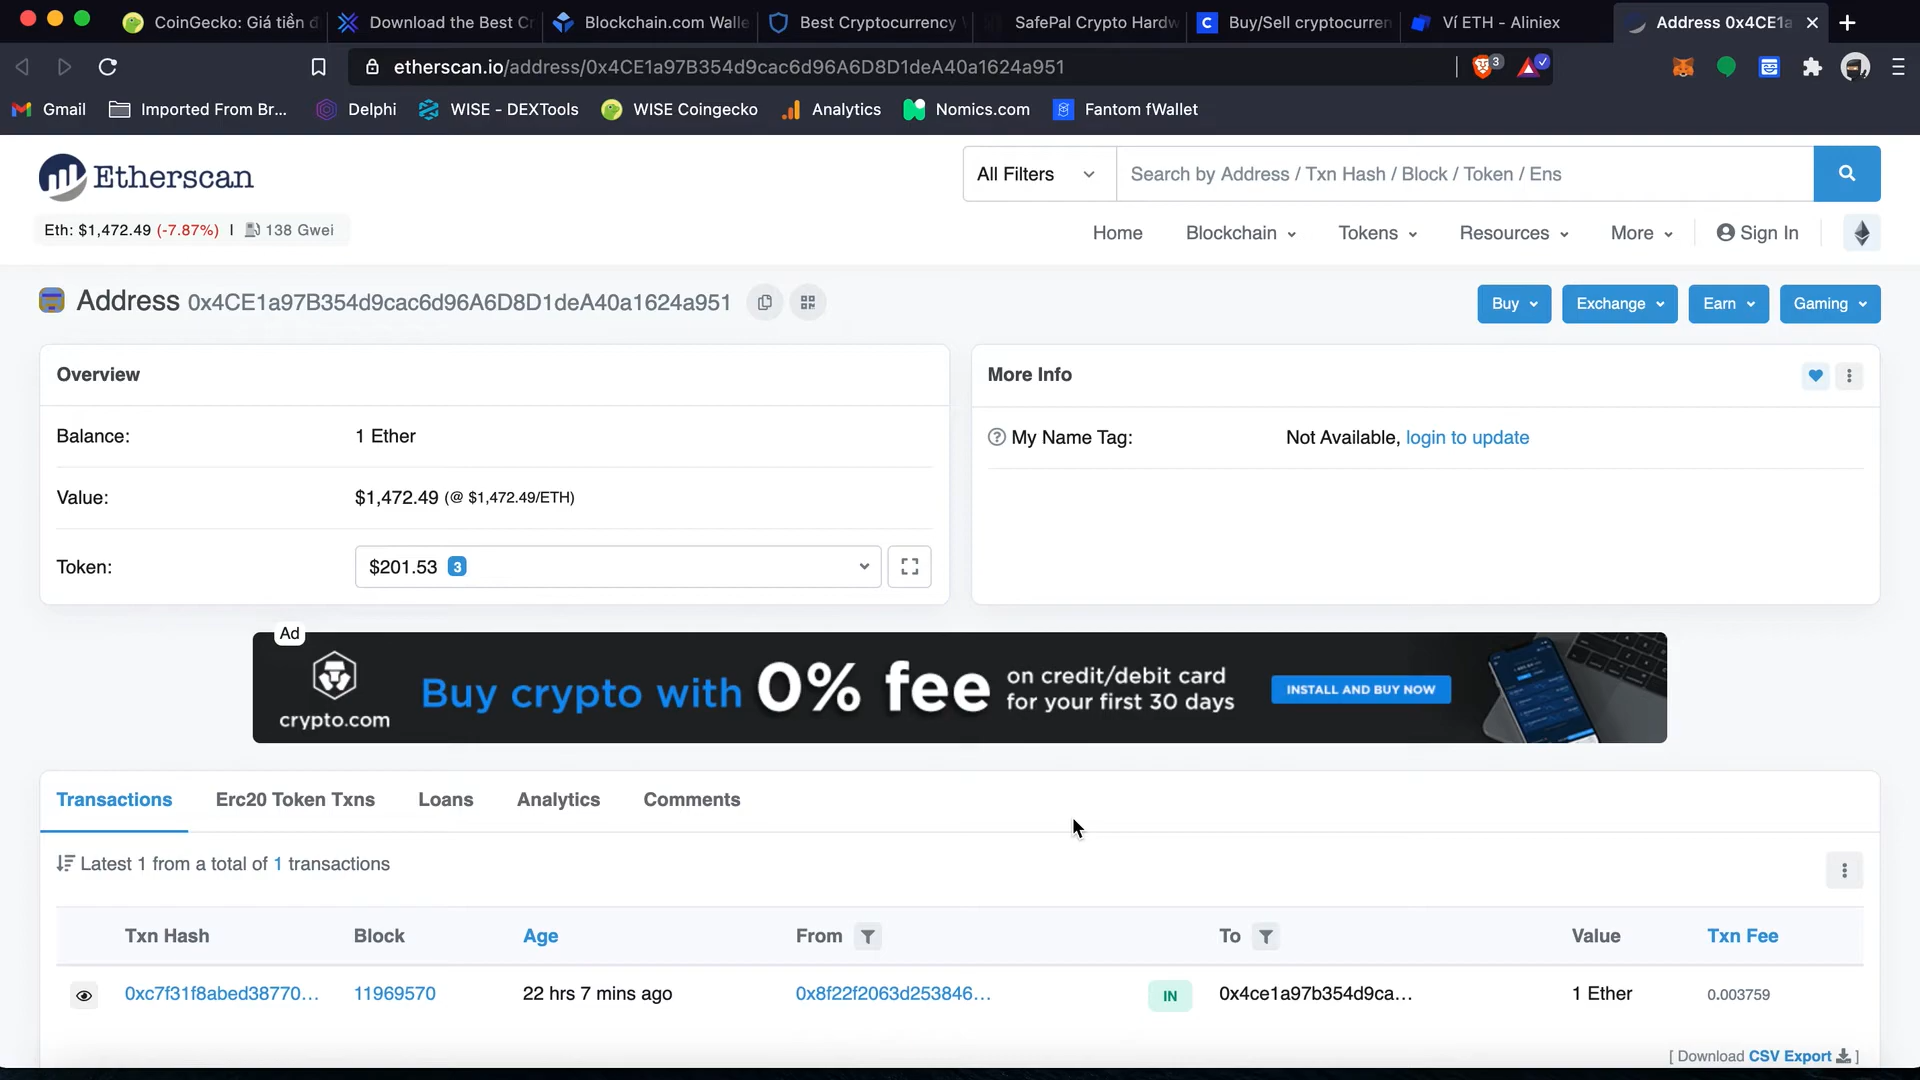 CoinGecko: Giá tiền đ
Download the Best Cr
Blockchain.com Walle
Best Cryptocurrency
SafePal Crypto Hardw
Buy/Sell cryptocurren
Ví ETH - Aliniex
Address 0x4CE1a
etherscan.io/address/0x4CE1a97B354d9cac6d96A6D8D1deA40a1624a951
3
Gmail
Imported From Br...
Delphi
WISE - DEXTools
WISE Coingecko
Analytics
Nomics.com
Fantom fWallet
Etherscan
All Filters
Search by Address / Txn Hash / Block / Token / Ens
Eth: $1,472.49 (-7.87%) | 138 Gwei
Home
Blockchain
Tokens
Resources
More
Sign In
Address 0x4CE1a97B354d9cac6d96A6D8D1deA40a1624a951
Buy
Exchange
Earn
Gaming
Overview
Balance: 1 Ether
Value: $1,472.49 (@ $1,472.49/ETH)
Token: $201.53 3
More Info
My Name Tag: Not Available, login to update
Ad
crypto.com
Buy crypto with 0% fee
on credit/debit card
for your first 30 days
INSTALL AND BUY NOW
Transactions
Erc20 Token Txns
Loans
Analytics
Comments
Latest 1 from a total of 1 transactions
Txn Hash Block Age From To Value Txn Fee
0xc7f31f8abed38770... 11969570 22 hrs 7 mins ago 0x8f22f2063d253846... IN 0x4ce1a97b354d9ca... 1 Ether 0.003759
[ Download CSV Export ]